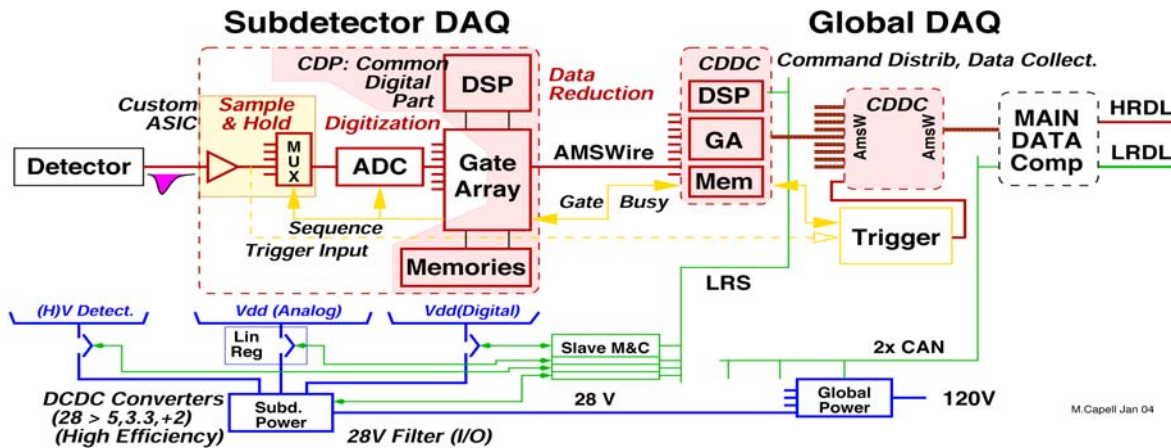 Subdetector DAQ
Global DAQ
CDP: Common
Digital
Part
DSP
Data
Reduction
CDDC
Command Distrib, Data Collect.
Custom
ASIC
Sample
& Hold
Digitization
DSP
CDDC
HRDL
Detector
MUX
ADC
Gate
Array
AMSWire
GA
AmsW
AmsW
MAIN
DATA
Comp
Mem
LRDL
Gate Busy
Sequence
Trigger Input
Trigger
Memories
LRS
(H)V Detect.
Vdd (Analog)
Vdd(Digital)
Lin
Reg
Slave M&C
2x CAN
DCDC Converters
(28 > 5,3.3,+2)
(High Efficiency)
Subd.
Power
28 V
28V Filter (I/O)
Global
Power
120V
M.Capell Jan 04